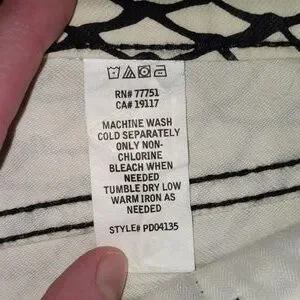 RN# 77751
CA# 19117
MACHINE WASH
COLD SEPARATELY
ONLY NON-
CHLORINE
BLEACH WHEN
NEEDED
TUMBLE DRY LOW
WARM IRON AS
NEEDED
STYLE# PD04135